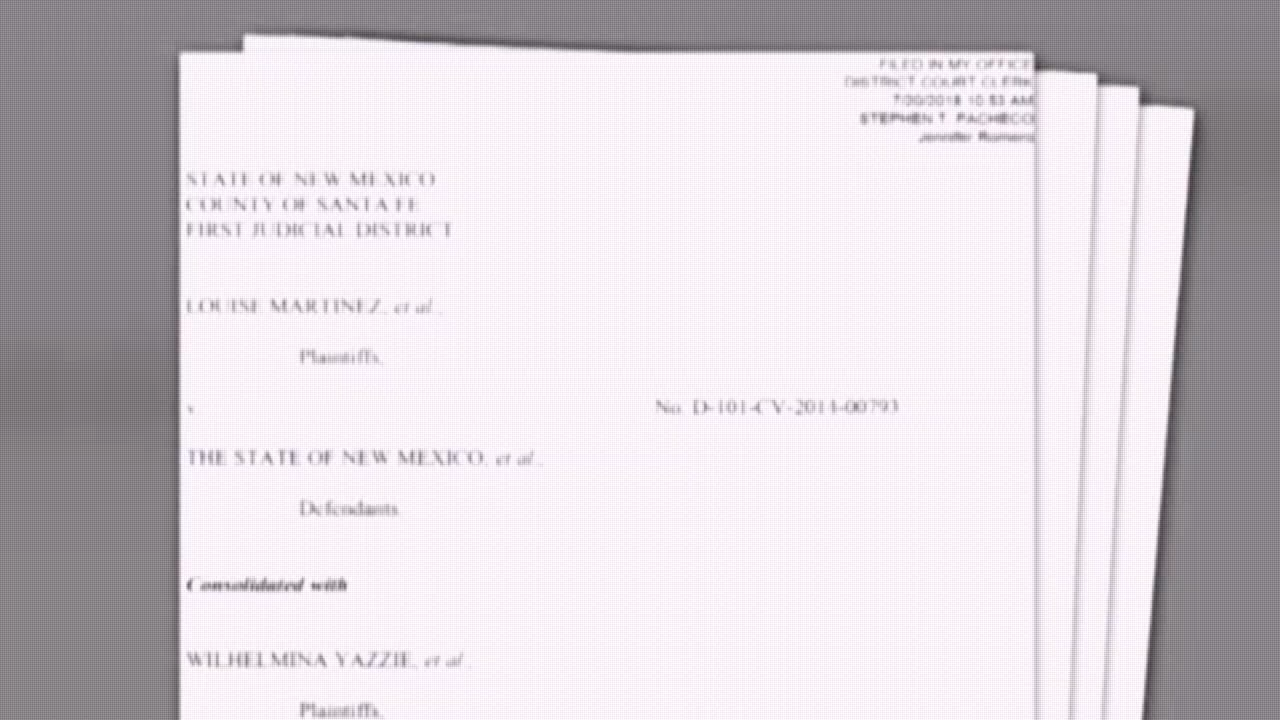 FILED IN MY OFFICE
DISTRICT COURT CLERK
7/20/2018 10:53 AM
STEPHEN T. PACHECO
Jennifer Romero
STATE OF NEW MEXICO
COUNTY OF SANTA FE
FIRST JUDICIAL DISTRICT
LOUISE MARTINEZ, et al.,
Plaintiffs,
v.
No. D-101-CV-2014-00793
THE STATE OF NEW MEXICO, et al.,
Defendants
Consolidated with
WILHELMINA YAZZIE, et al.,
Plaintiffs,